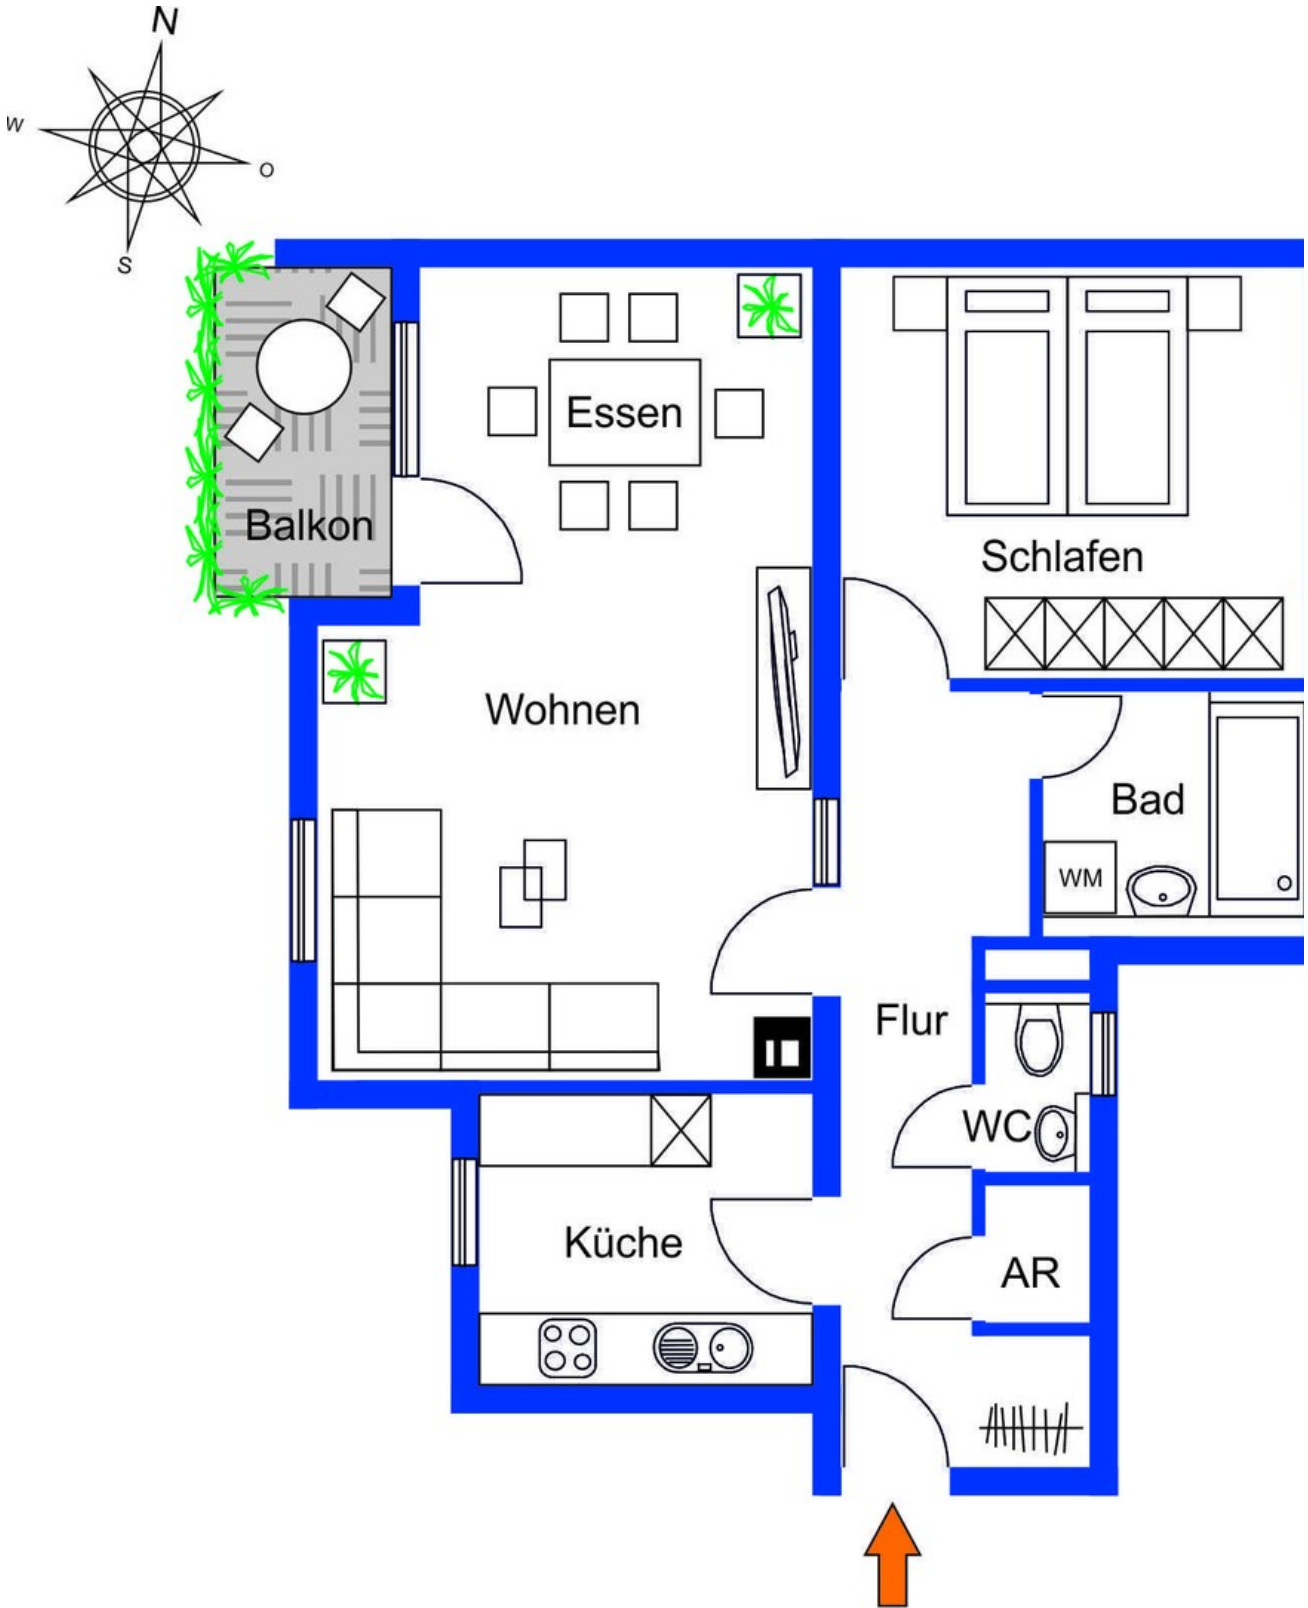 N
W
O
S
Essen
Balkon
Schlafen
Wohnen
Bad
WM
Flur
WC
Küche
AR